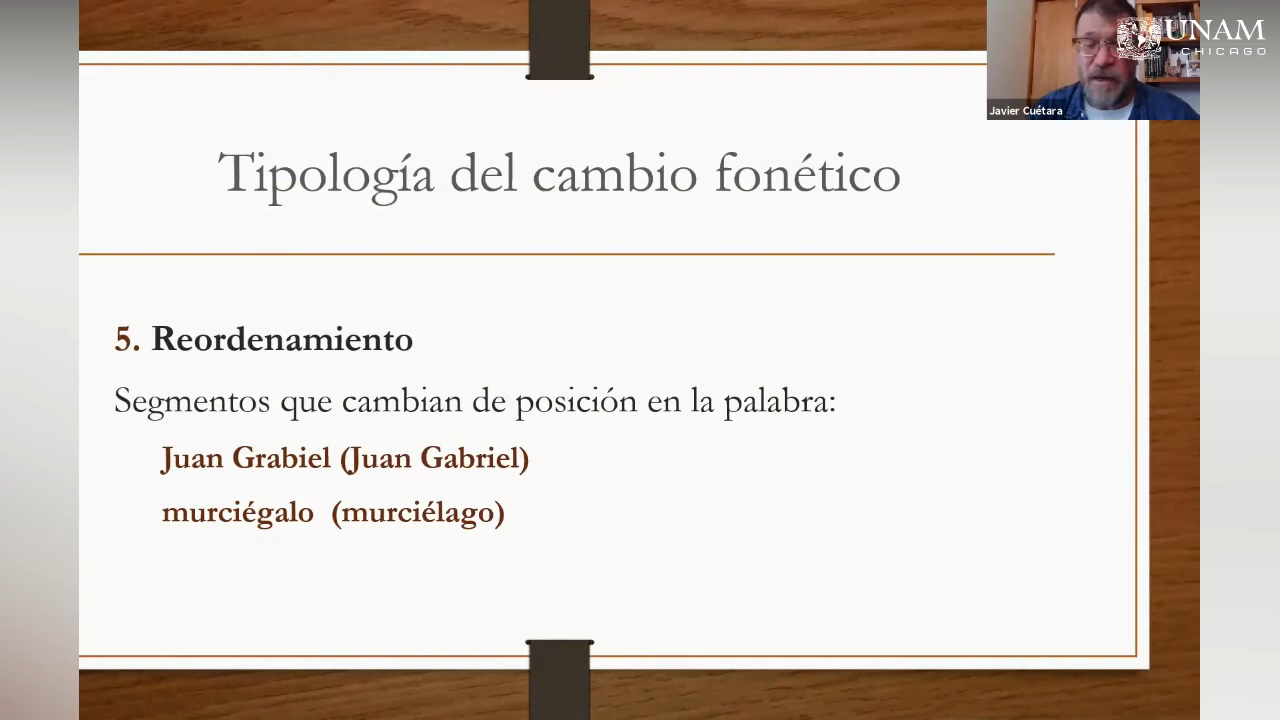 UNAM
CHICAGO
Javier Cuétara
Tipología del cambio fonético
5. Reordenamiento
Segmentos que cambian de posición en la palabra:
Juan Grabiel (Juan Gabriel)
murciégalo (murciélago)